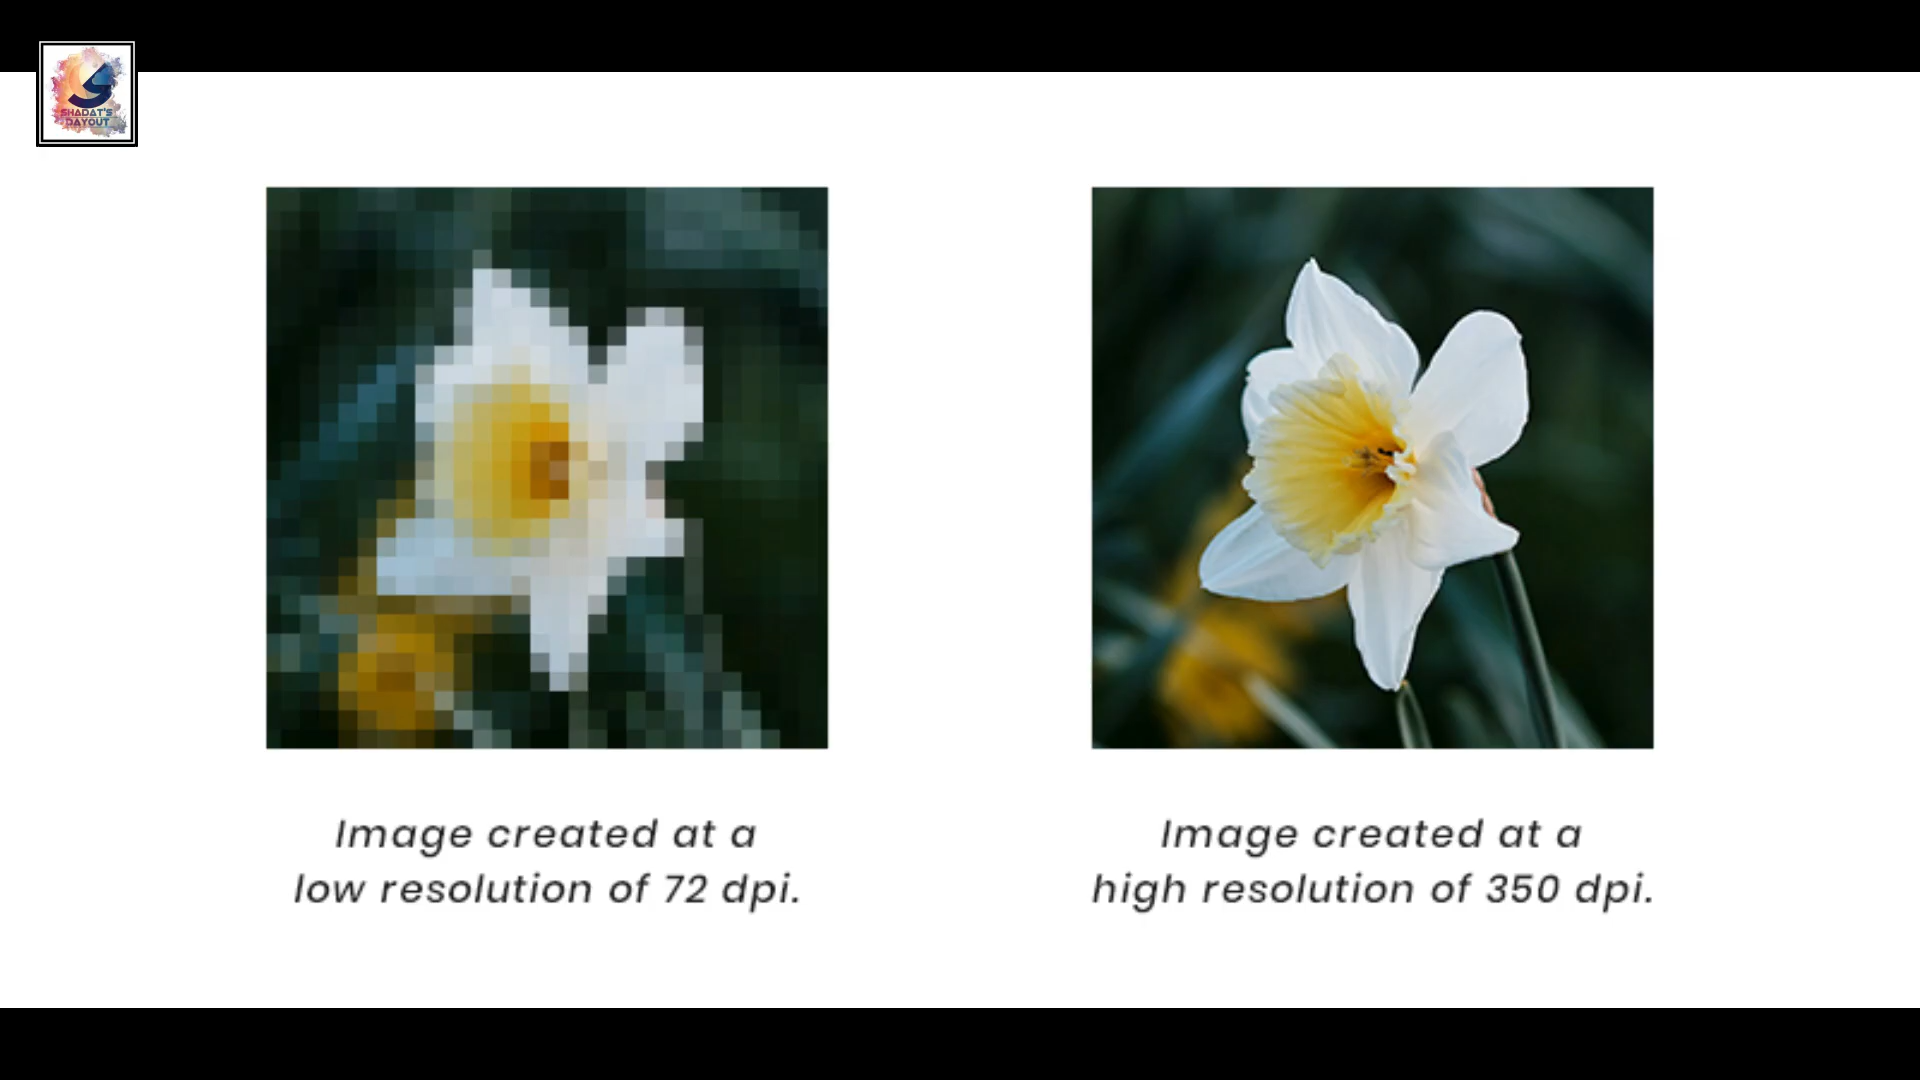 SHADAT'S
DAYOUT
Image created at a
low resolution of 72 dpi.
Image created at a
high resolution of 350 dpi.